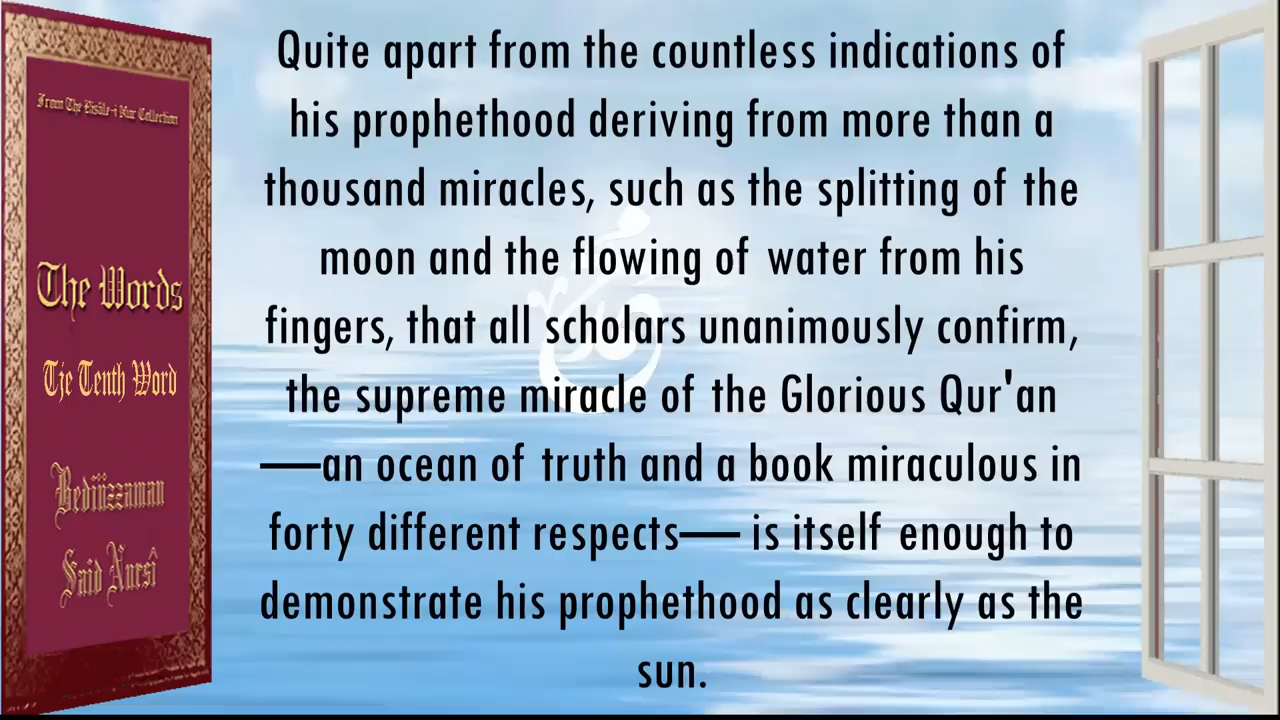 From The Risâle-i Nur Collection
The Words
Tje Tenth Word
Bediüzzaman
Said Nursî
Quite apart from the countless indications of
his prophethood deriving from more than a
thousand miracles, such as the splitting of the
moon and the flowing of water from his
fingers, that all scholars unanimously confirm,
the supreme miracle of the Glorious Qur'an
—an ocean of truth and a book miraculous in
forty different respects— is itself enough to
demonstrate his prophethood as clearly as the
sun.